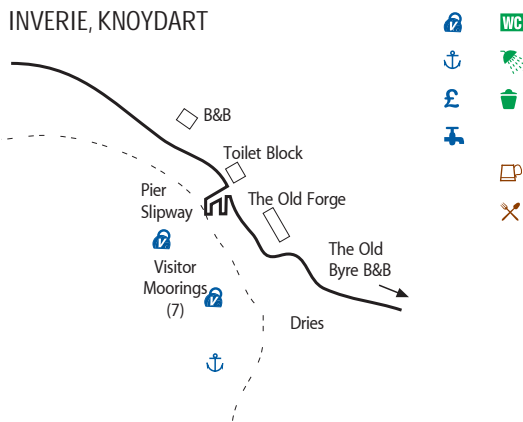 INVERIE, KNOYDART
WC
£
B&B
Toilet Block
Pier
Slipway
The Old Forge
V
The Old
Byre B&B
Visitor
Moorings
(7)
V
Dries
V